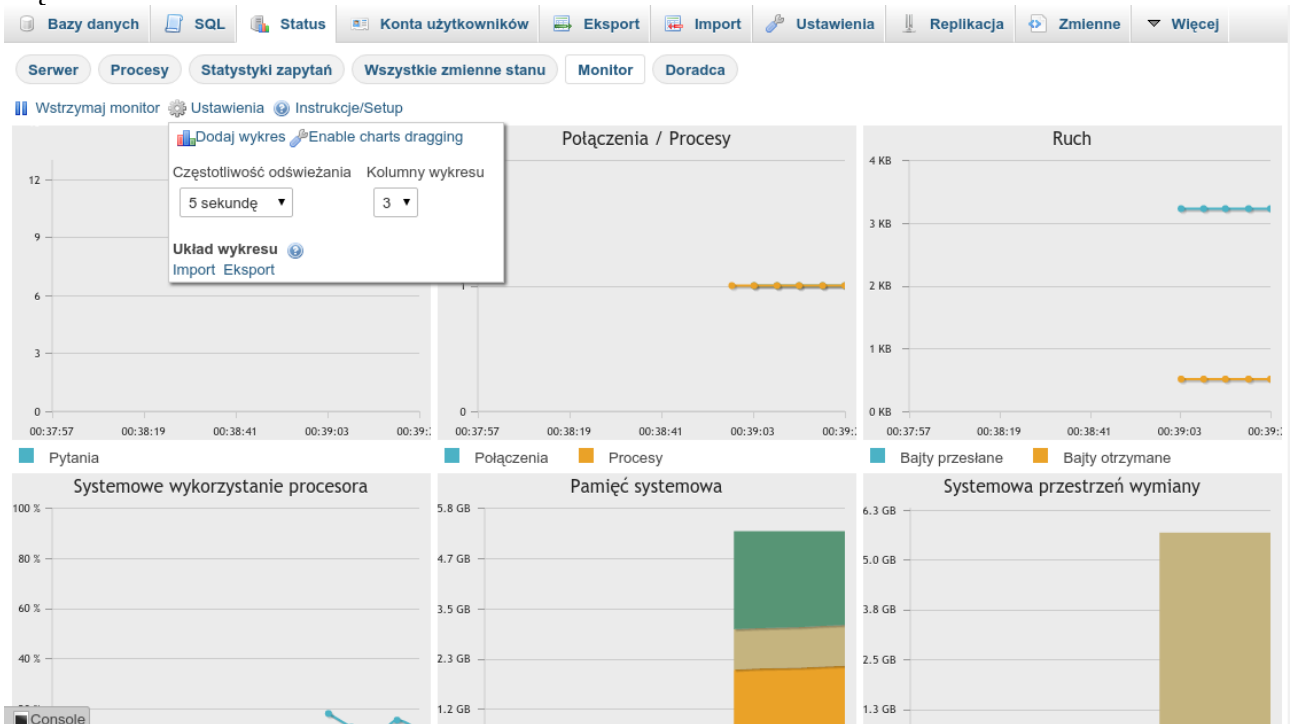 Bazy danych SQL Status Konta użytkowników Eksport Import Ustawienia Replikacja Zmienne Więcej
Serwer Procesy Statystyki zapytań Wszystkie zmienne stanu Monitor Doradca
Wstrzymaj monitor Ustawienia Instrukcje/Setup
Dodaj wykres Enable charts dragging
Częstotliwość odświeżania Kolumny wykresu
5 sekundę 3
Układ wykresu
Import Eksport
12
9
6
3
0
00:37:57 00:38:19 00:38:41 00:39:03 00:39:
Pytania
Połączenia / Procesy
1
0
00:37:57 00:38:19 00:38:41 00:39:03 00:39:
Połączenia Procesy
Ruch
4 KB
3 KB
2 KB
1 KB
0 KB
00:37:57 00:38:19 00:38:41 00:39:03 00:39:
Bajty przesłane Bajty otrzymane
Systemowe wykorzystanie procesora
100 %
80 %
60 %
40 %
Console
Pamięć systemowa
5.8 GB
4.7 GB
3.5 GB
2.3 GB
1.2 GB
Systemowa przestrzeń wymiany
6.3 GB
5.0 GB
3.8 GB
2.5 GB
1.3 GB